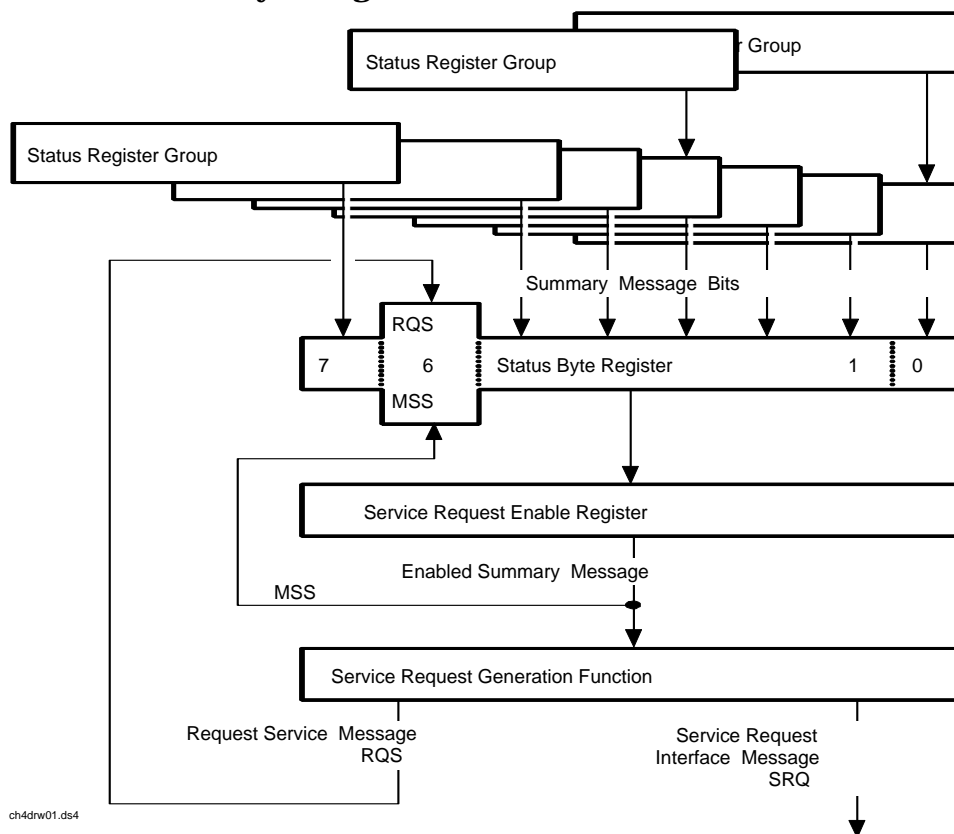 r Group
Status Register Group
Status Register Group
Summary Message Bits
RQS
7
6
Status Byte Register
1
0
MSS
Service Request Enable Register
Enabled Summary Message
MSS
Service Request Generation Function
Request Service Message
RQS
Service Request
Interface Message
SRQ
ch4drw01.ds4